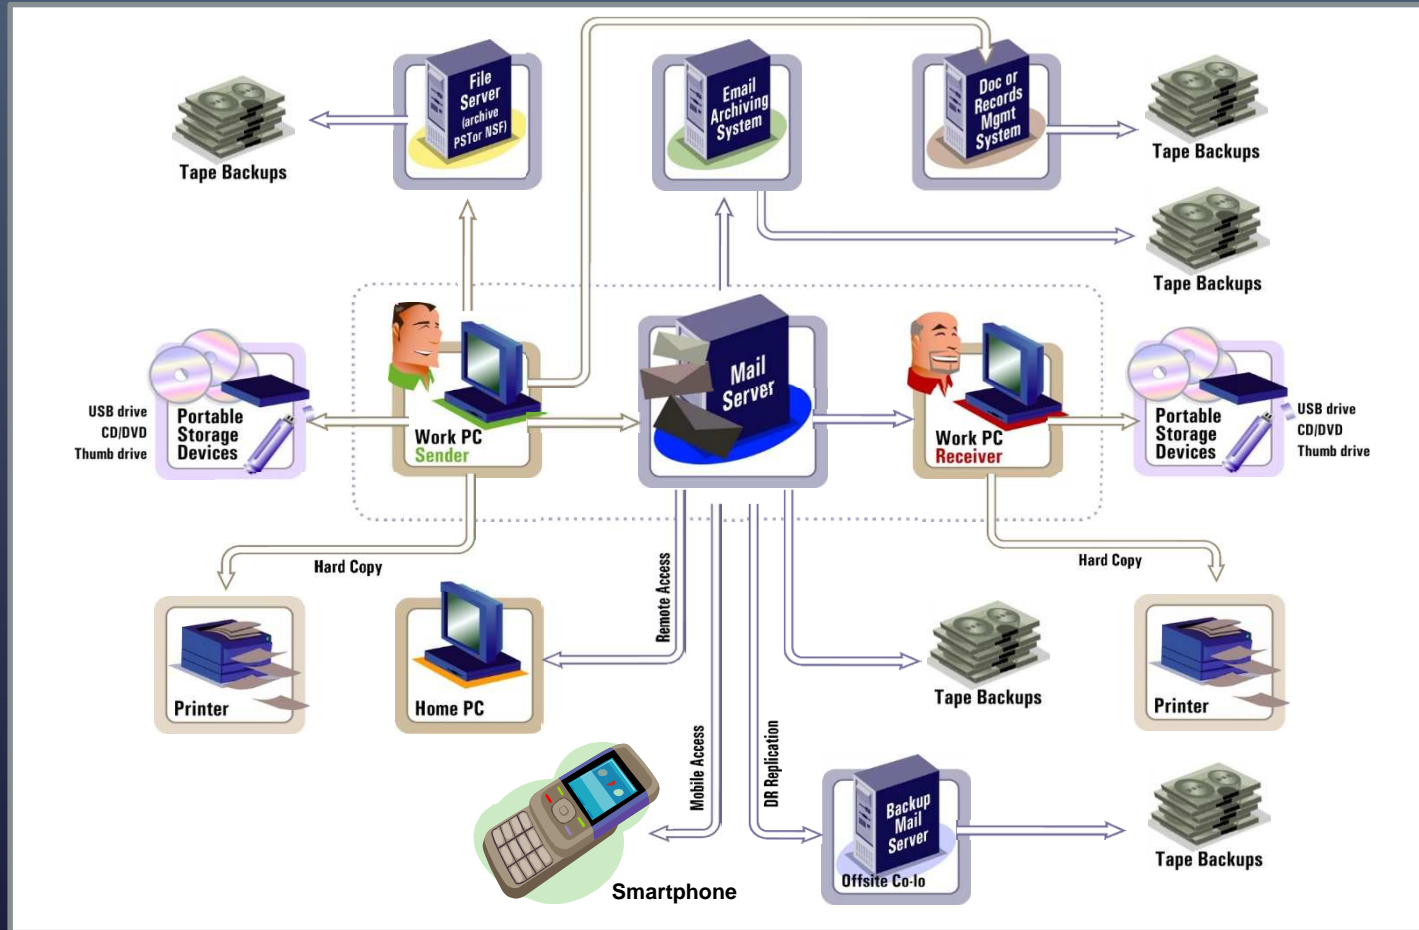 File
Server
(archive
PSTor NSF)
Email
Archiving
System
Doc or
Records
Mgmt
System
Tape Backups
Tape Backups
Tape Backups
USB drive
CD/DVD
Thumb drive
Portable
Storage
Devices
Work PC
Sender
Mail
Server
Work PC
Receiver
Portable
Storage
Devices
USB drive
CD/DVD
Thumb drive
Hard Copy
Remote Access
Hard Copy
Printer
Home PC
Tape Backups
Printer
Mobile Access
DR Replication
Smartphone
Backup
Mail
Server
Offsite Co-lo
Tape Backups